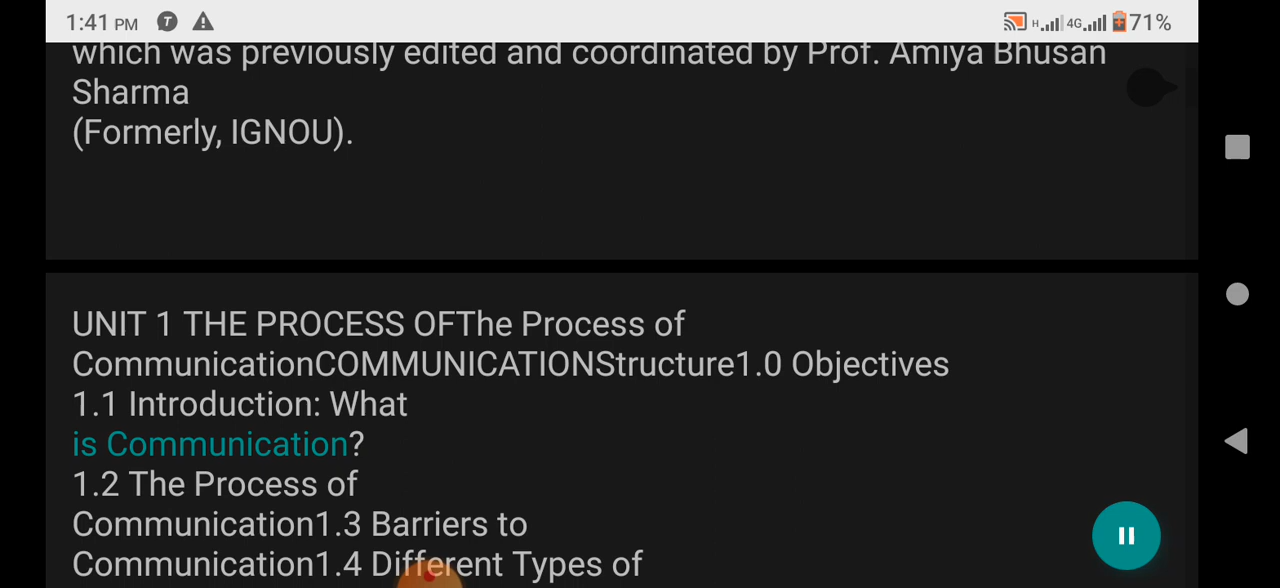 1:41 PM
H 4G 71%
which was previously edited and coordinated by Prof. Amiya Bhusan
Sharma
(Formerly, IGNOU).
UNIT 1 THE PROCESS OFThe Process of
CommunicationCOMMUNICATIONStructure1.0 Objectives
1.1 Introduction: What
is Communication?
1.2 The Process of
Communication1.3 Barriers to
Communication1.4 Different Types of